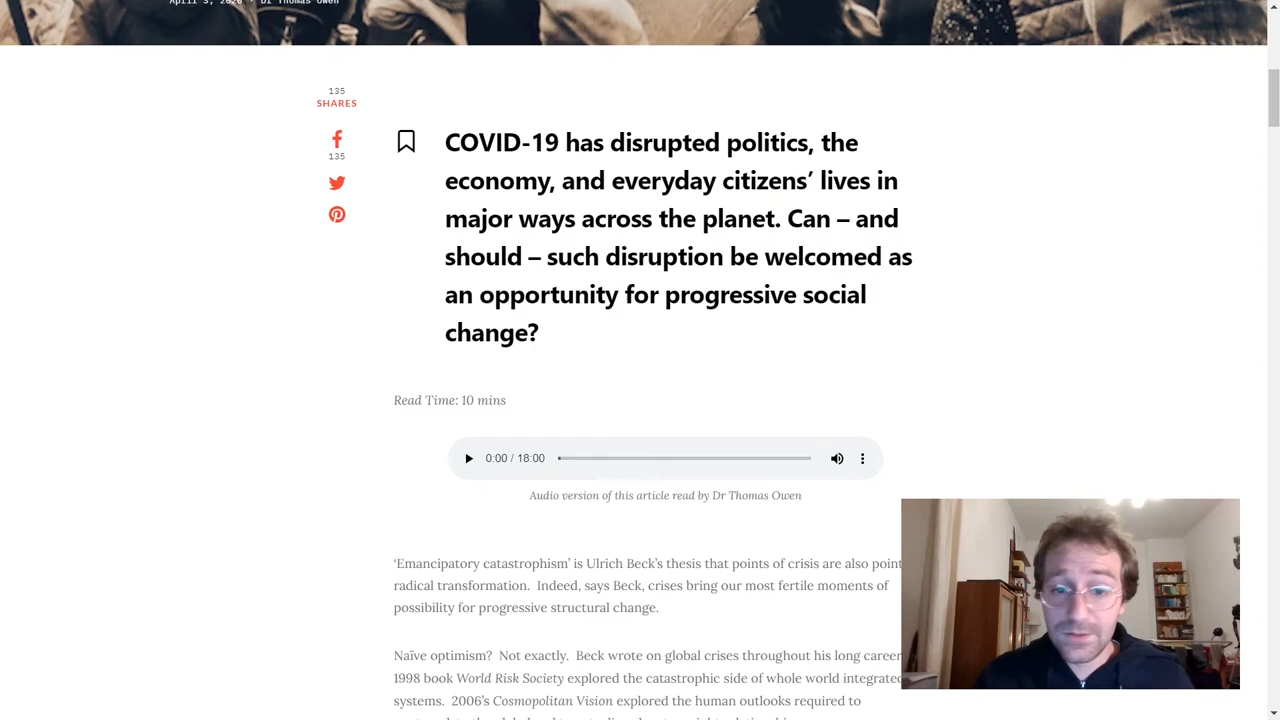 April 3, 2020 · Dr Thomas Owen
135
SHARES
135
COVID-19 has disrupted politics, the
economy, and everyday citizens’ lives in
major ways across the planet. Can – and
should – such disruption be welcomed as
an opportunity for progressive social
change?
Read Time: 10 mins
0:00 / 18:00
Audio version of this article read by Dr Thomas Owen
‘Emancipatory catastrophism’ is Ulrich Beck’s thesis that points of crisis are also point
radical transformation. Indeed, says Beck, crises bring our most fertile moments of
possibility for progressive structural change.
Naïve optimism? Not exactly. Beck wrote on global crises throughout his long career
1998 book World Risk Society explored the catastrophic side of whole world integrated
systems. 2006’s Cosmopolitan Vision explored the human outlooks required to